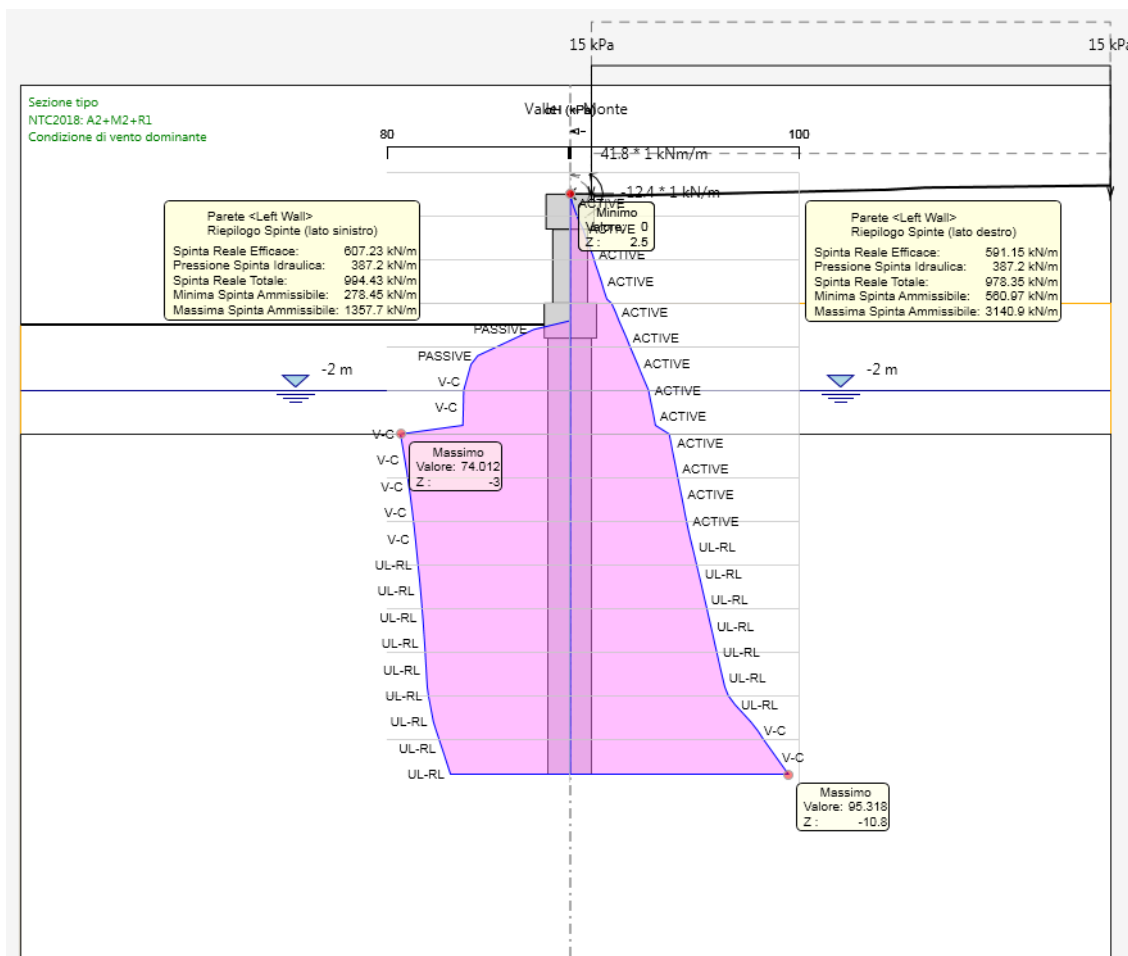 15 kPa
15 kPa
Sezione tipo
NTC2018: A2+M2+R1
Condizione di vento dominante
Valle
Monte
80
100
41.8 * 1 kNm/m
-12.4 * 1 kN/m
ACTIVE
Minimo
Valore: 0
Z : 2.5
ACTIVE
ACTIVE
ACTIVE
ACTIVE
ACTIVE
ACTIVE
ACTIVE
ACTIVE
ACTIVE
ACTIVE
ACTIVE
ACTIVE
UL-RL
UL-RL
UL-RL
UL-RL
UL-RL
UL-RL
UL-RL
V-C
V-C
Parete <Left Wall>
Riepilogo Spinte (lato sinistro)
Spinta Reale Efficace: 607.23 kN/m
Pressione Spinta Idraulica: 387.2 kN/m
Spinta Reale Totale: 994.43 kN/m
Minima Spinta Ammissibile: 278.45 kN/m
Massima Spinta Ammissibile: 1357.7 kN/m
Parete <Left Wall>
Riepilogo Spinte (lato destro)
Spinta Reale Efficace: 591.15 kN/m
Pressione Spinta Idraulica: 387.2 kN/m
Spinta Reale Totale: 978.35 kN/m
Minima Spinta Ammissibile: 560.97 kN/m
Massima Spinta Ammissibile: 3140.9 kN/m
PASSIVE
PASSIVE
V-C
V-C
V-C
V-C
V-C
V-C
V-C
UL-RL
UL-RL
UL-RL
UL-RL
UL-RL
UL-RL
UL-RL
UL-RL
UL-RL
-2 m
-2 m
Massimo
Valore: 74.012
Z : -3
Massimo
Valore: 95.318
Z : -10.8